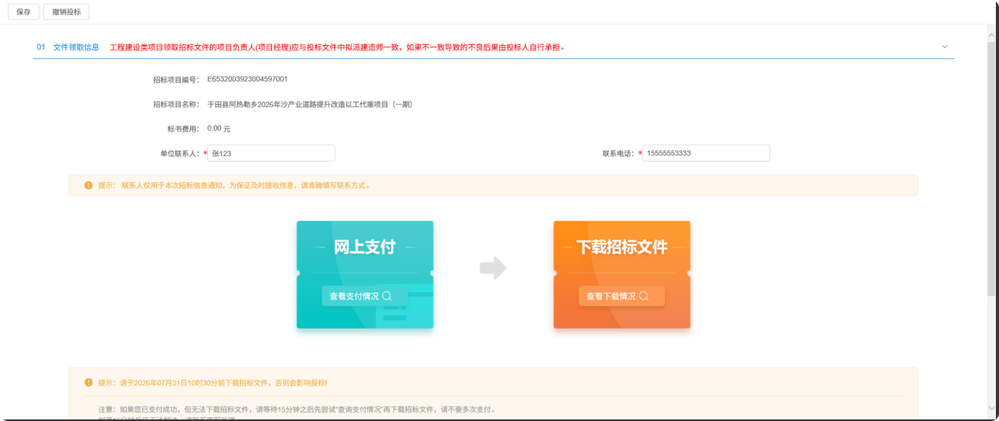 保存 撤销投标
01 文件领取信息 工程建设类项目领取招标文件的项目负责人(项目经理)应与投标文件中拟派建造师一致，如果不一致导致的不良后果由投标人自行承担。
招标项目编号： E6532003923004597001
招标项目名称： 于田县阿热勒乡2026年沙产业道路提升改造以工代赈项目（一期）
标书费用： 0.00 元
单位联系人：* 张123 联系电话：* 15555553333
提示： 联系人仅用于本次招标信息通知，为保证及时接收信息，请准确填写联系方式。
网上支付 下载招标文件
查看支付情况 查看下载情况
提示：请于2026年07月31日10时30分前下载招标文件，否则会影响投标!
注意：如果您已支付成功，但无法下载招标文件，请等待15分钟之后先尝试"查询支付情况"再下载招标文件，请不要多次支付。